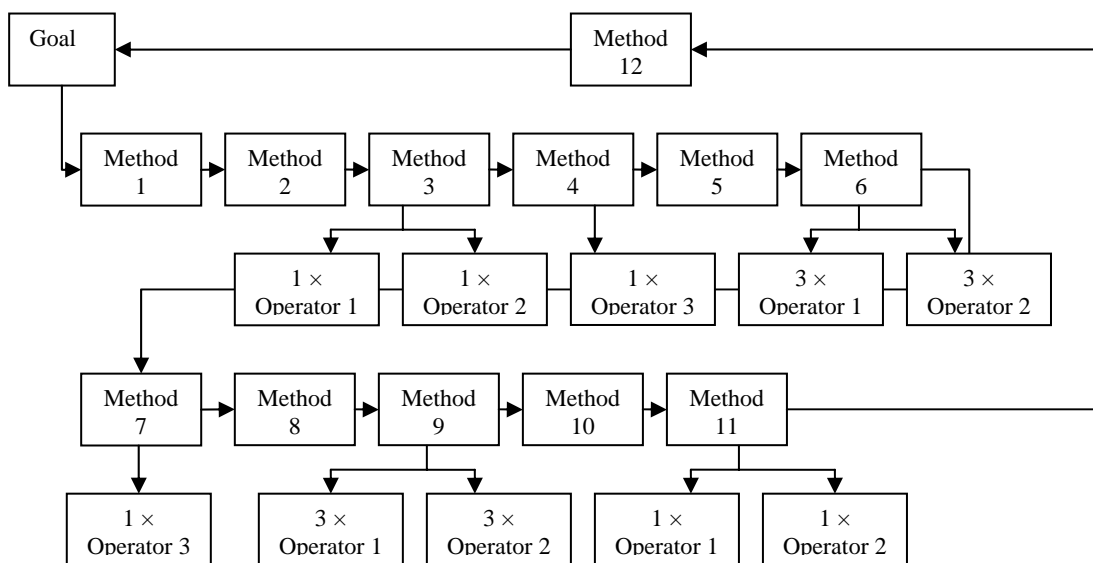 Goal
Method
12
Method
1
Method
2
Method
3
Method
4
Method
5
Method
6
1 ×
Operator 1
1 ×
Operator 2
1 ×
Operator 3
3 ×
Operator 1
3 ×
Operator 2
Method
7
Method
8
Method
9
Method
10
Method
11
1 ×
Operator 3
3 ×
Operator 1
3 ×
Operator 2
1 ×
Operator 1
1 ×
Operator 2